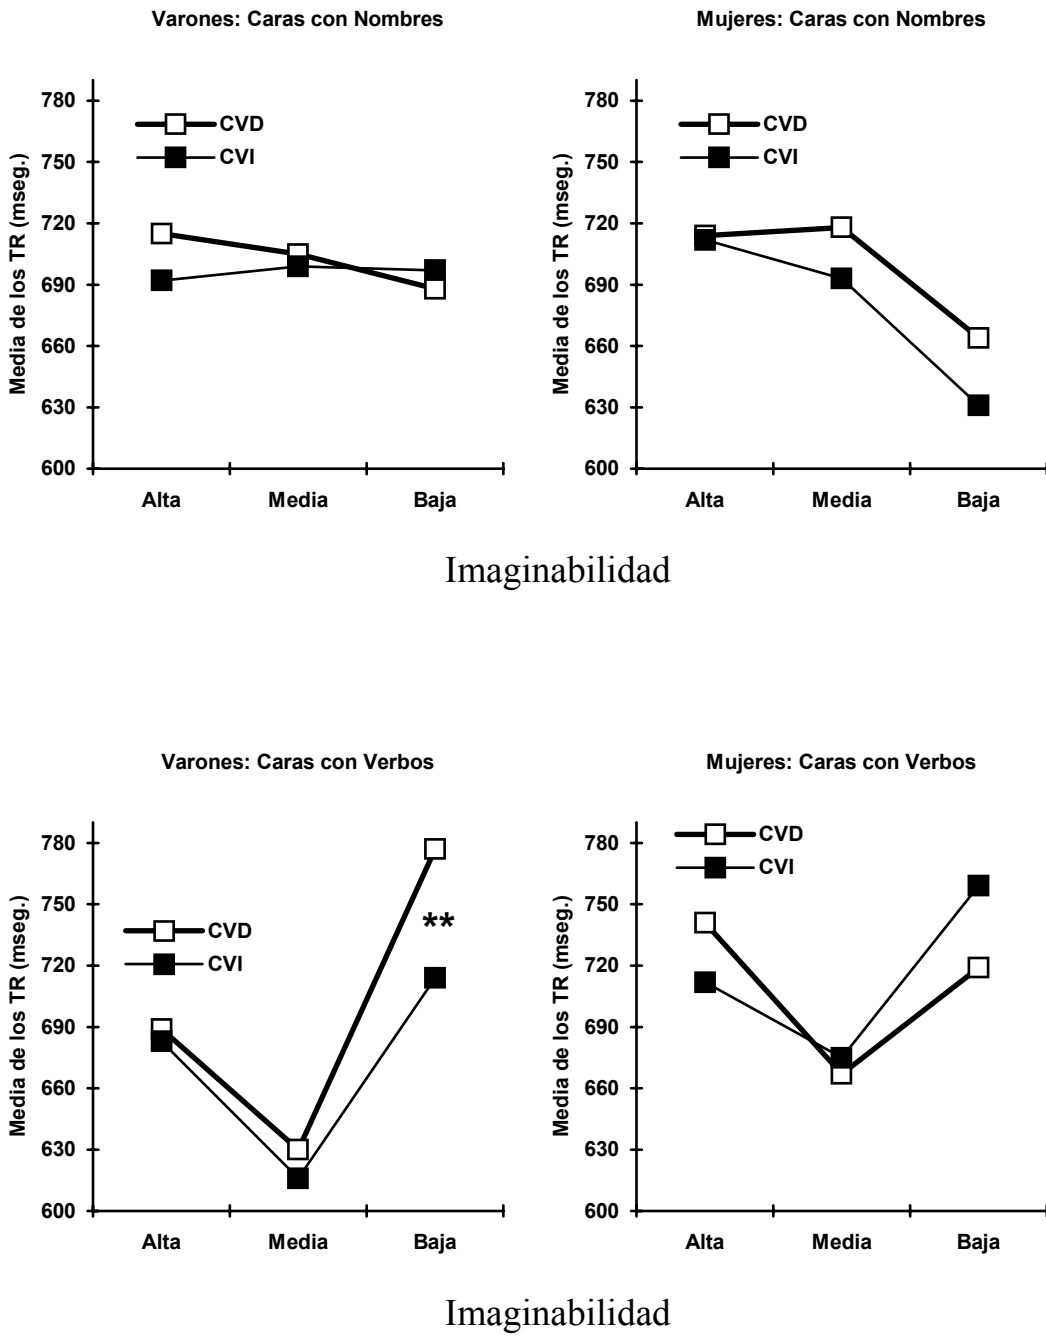 Varones: Caras con Nombres
Mujeres: Caras con Nombres
Media de los TR (mseg.)
780
750
720
690
660
630
600
CVD
CVI
Alta Media Baja
Media de los TR (mseg.)
780
750
720
690
660
630
600
CVD
CVI
Alta Media Baja
Imaginabilidad
Varones: Caras con Verbos
Mujeres: Caras con Verbos
Media de los TR (mseg.)
780
750
720
690
660
630
600
CVD
CVI
**
Alta Media Baja
Media de los TR (mseg.)
780
750
720
690
660
630
600
CVD
CVI
Alta Media Baja
Imaginabilidad